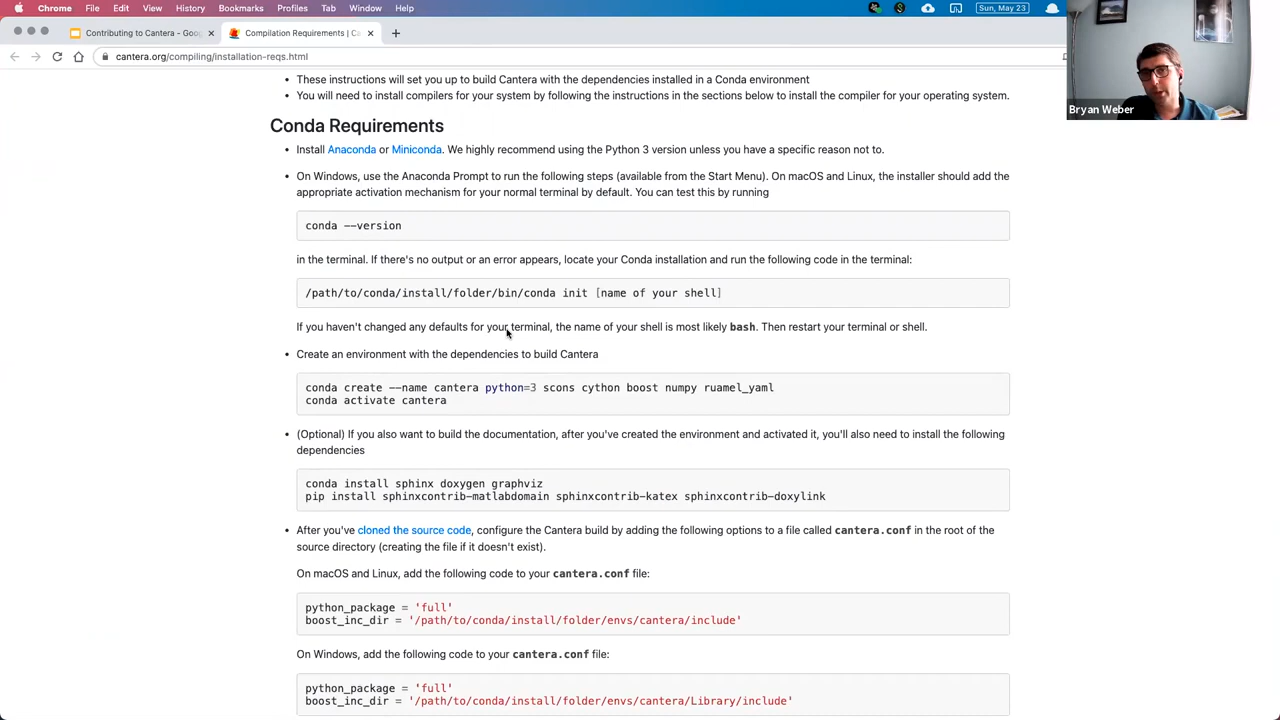 Chrome File Edit View History Bookmarks Profiles Tab Window Help Sun, May 23
Contributing to Cantera - Goog Compilation Requirements | Ca
cantera.org/compiling/installation-reqs.html
Bryan Weber
• These instructions will set you up to build Cantera with the dependencies installed in a Conda environment
• You will need to install compilers for your system by following the instructions in the sections below to install the compiler for your operating system.
Conda Requirements
• Install Anaconda or Miniconda. We highly recommend using the Python 3 version unless you have a specific reason not to.
• On Windows, use the Anaconda Prompt to run the following steps (available from the Start Menu). On macOS and Linux, the installer should add the
appropriate activation mechanism for your normal terminal by default. You can test this by running
conda --version
in the terminal. If there's no output or an error appears, locate your Conda installation and run the following code in the terminal:
/path/to/conda/install/folder/bin/conda init [name of your shell]
If you haven't changed any defaults for your terminal, the name of your shell is most likely bash. Then restart your terminal or shell.
• Create an environment with the dependencies to build Cantera
conda create --name cantera python=3 scons cython boost numpy ruamel_yaml
conda activate cantera
• (Optional) If you also want to build the documentation, after you've created the environment and activated it, you'll also need to install the following
dependencies
conda install sphinx doxygen graphviz
pip install sphinxcontrib-matlabdomain sphinxcontrib-katex sphinxcontrib-doxylink
• After you've cloned the source code, configure the Cantera build by adding the following options to a file called cantera.conf in the root of the
source directory (creating the file if it doesn't exist).
On macOS and Linux, add the following code to your cantera.conf file:
python_package = 'full'
boost_inc_dir = '/path/to/conda/install/folder/envs/cantera/include'
On Windows, add the following code to your cantera.conf file:
python_package = 'full'
boost_inc_dir = '/path/to/conda/install/folder/envs/cantera/Library/include'